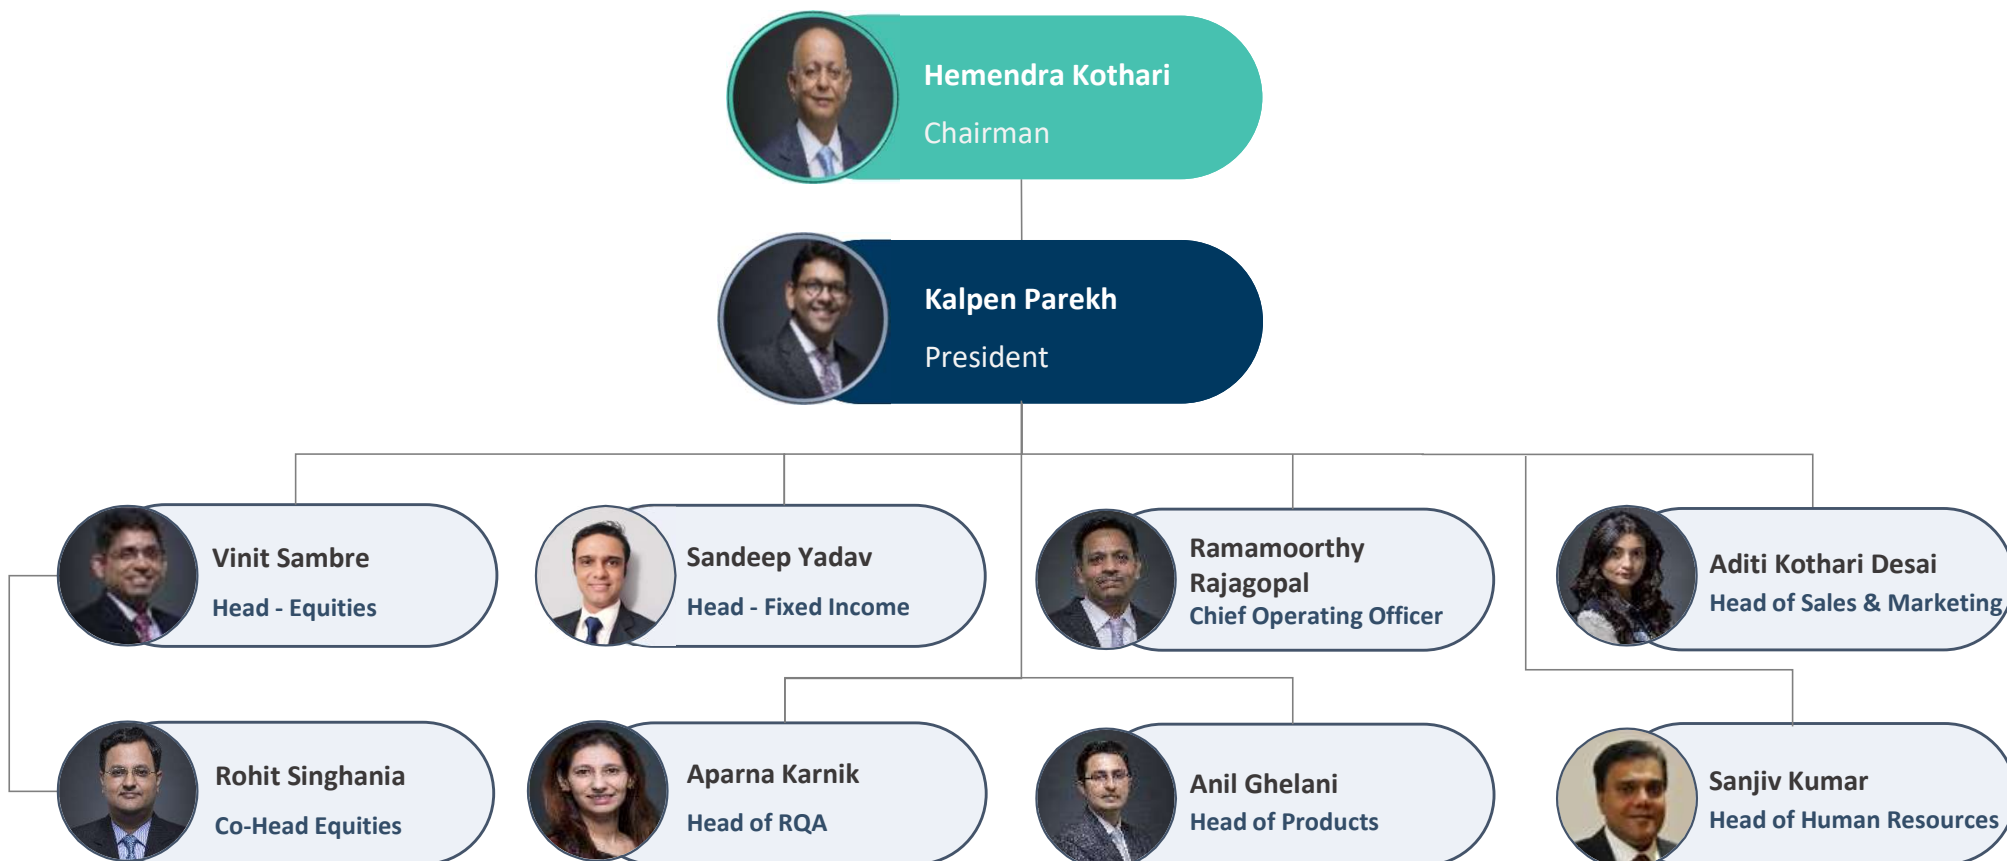 Hemendra Kothari
Chairman
Kalpen Parekh
President
Vinit Sambre
Head - Equities
Sandeep Yadav
Head - Fixed Income
Ramamoorthy
Rajagopal
Chief Operating Officer
Aditi Kothari Desai
Head of Sales & Marketing
Rohit Singhania
Co-Head Equities
Aparna Karnik
Head of RQA
Anil Ghelani
Head of Products
Sanjiv Kumar
Head of Human Resources